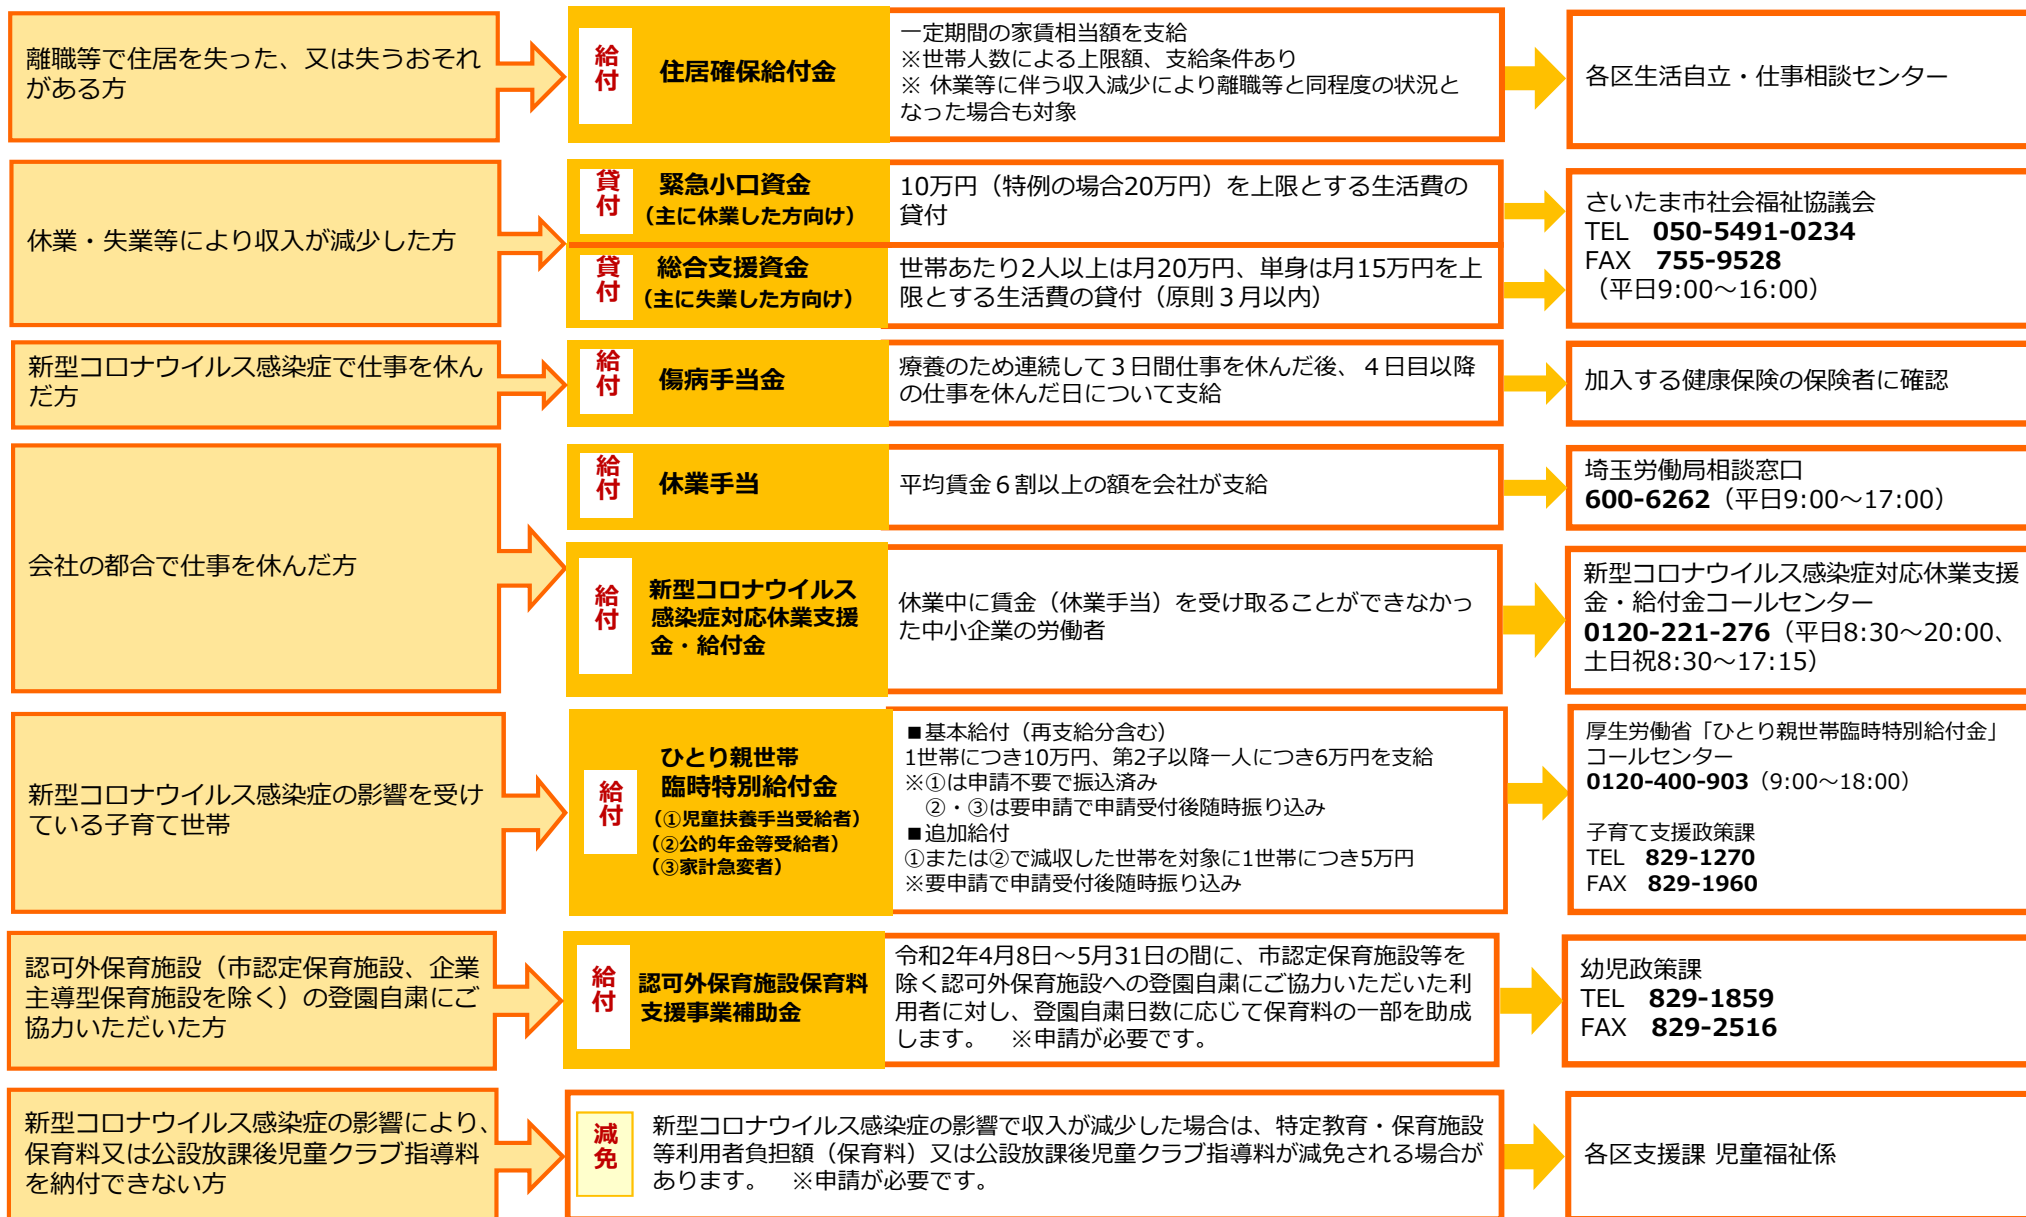 離職等で住居を失った、又は失うおそれ
がある方
給付
住居確保給付金
一定期間の家賃相当額を支給
※世帯人数による上限額、支給条件あり
※ 休業等に伴う収入減少により離職等と同程度の状況と
なった場合も対象
各区生活自立・仕事相談センター
休業・失業等により収入が減少した方
貸付
緊急小口資金
（主に休業した方向け）
10万円（特例の場合20万円）を上限とする生活費の
貸付
貸付
総合支援資金
（主に失業した方向け）
世帯あたり2人以上は月20万円、単身は月15万円を上
限とする生活費の貸付（原則３月以内）
さいたま市社会福祉協議会
TEL　050-5491-0234
FAX　755-9528
（平日9:00～16:00）
新型コロナウイルス感染症で仕事を休ん
だ方
給付
傷病手当金
療養のため連続して３日間仕事を休んだ後、４日目以降
の仕事を休んだ日について支給
加入する健康保険の保険者に確認
会社の都合で仕事を休んだ方
給付
休業手当
平均賃金６割以上の額を会社が支給
埼玉労働局相談窓口
600-6262（平日9:00～17:00）
給付
新型コロナウイルス
感染症対応休業支援
金・給付金
休業中に賃金（休業手当）を受け取ることができなかっ
た中小企業の労働者
新型コロナウイルス感染症対応休業支援
金・給付金コールセンター
0120-221-276（平日8:30～20:00、
土日祝8:30～17:15）
新型コロナウイルス感染症の影響を受け
ている子育て世帯
給付
ひとり親世帯
臨時特別給付金
（①児童扶養手当受給者）
（②公的年金等受給者）
（③家計急変者）
■基本給付（再支給分含む）
1世帯につき10万円、第2子以降一人につき6万円を支給
※①は申請不要で振込済み
②・③は要申請で申請受付後随時振り込み
■追加給付
①または②で減収した世帯を対象に1世帯につき5万円
※要申請で申請受付後随時振り込み
厚生労働省「ひとり親世帯臨時特別給付金」
コールセンター
0120-400-903（9:00～18:00）
子育て支援政策課
TEL　829-1270
FAX　829-1960
認可外保育施設（市認定保育施設、企業
主導型保育施設を除く）の登園自粛にご
協力いただいた方
給付
認可外保育施設保育料
支援事業補助金
令和2年4月8日～5月31日の間に、市認定保育施設等を
除く認可外保育施設への登園自粛にご協力いただいた利
用者に対し、登園自粛日数に応じて保育料の一部を助成
します。　※申請が必要です。
幼児政策課
TEL　829-1859
FAX　829-2516
新型コロナウイルス感染症の影響により、
保育料又は公設放課後児童クラブ指導料
を納付できない方
減免
新型コロナウイルス感染症の影響で収入が減少した場合は、特定教育・保育施設
等利用者負担額（保育料）又は公設放課後児童クラブ指導料が減免される場合が
あります。　※申請が必要です。
各区支援課 児童福祉係